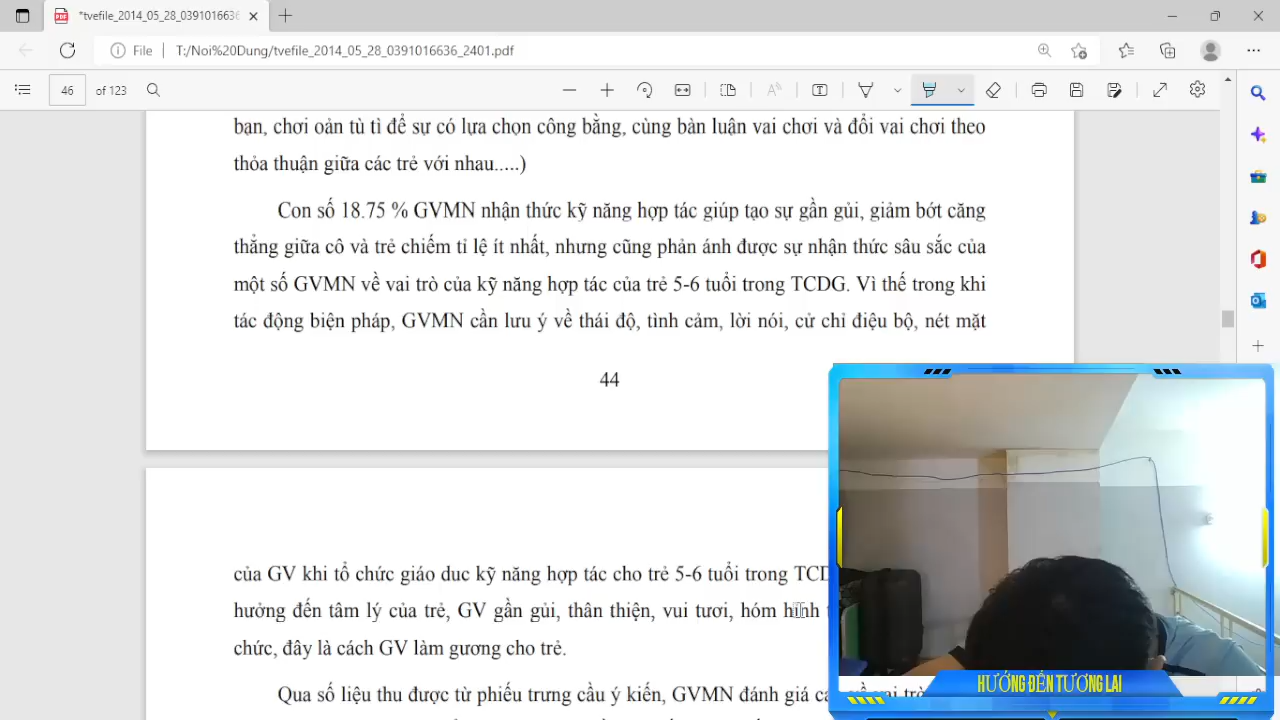 *tvefile_2014_05_28_0391016636
File T:/Noi%20Dung/tvefile_2014_05_28_0391016636_2401.pdf
46 of 123
bạn, chơi oản tù tì để sự có lựa chọn công bằng, cùng bàn luận vai chơi và đổi vai chơi theo
thỏa thuận giữa các trẻ với nhau.....)
Con số 18.75 % GVMN nhận thức kỹ năng hợp tác giúp tạo sự gần gủi, giảm bớt căng
thẳng giữa cô và trẻ chiếm tỉ lệ ít nhất, nhưng cũng phản ánh được sự nhận thức sâu sắc của
một số GVMN về vai trò của kỹ năng hợp tác của trẻ 5-6 tuổi trong TCDG. Vì thế trong khi
tác động biện pháp, GVMN cần lưu ý về thái độ, tình cảm, lời nói, cử chỉ điệu bộ, nét mặt
44
của GV khi tổ chức giáo duc kỹ năng hợp tác cho trẻ 5-6 tuổi trong
hưởng đến tâm lý của trẻ, GV gần gủi, thân thiện, vui tươi, hóm hỉnh
chức, đây là cách GV làm gương cho trẻ.
Qua số liệu thu được từ phiếu trưng cầu ý kiến, GVMN đánh giá về vai trò
HƯỚNG ĐẾN TƯƠNG LAI